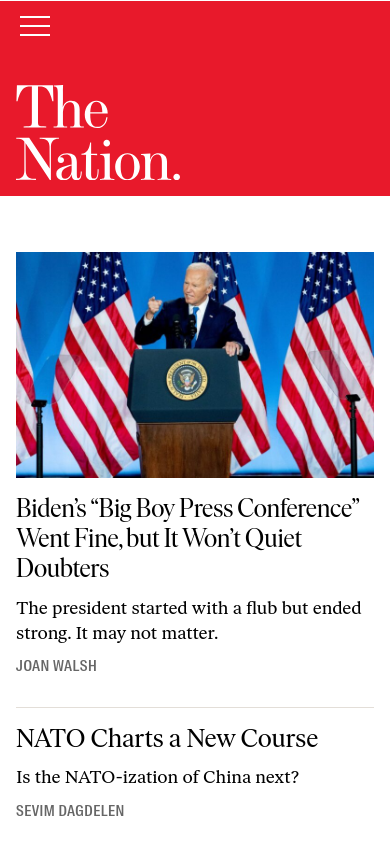 The
Nation.
Biden’s “Big Boy Press Conference”
Went Fine, but It Won’t Quiet
Doubters
The president started with a flub but ended
strong. It may not matter.
JOAN WALSH
NATO Charts a New Course
Is the NATO-ization of China next?
SEVIM DAGDELEN